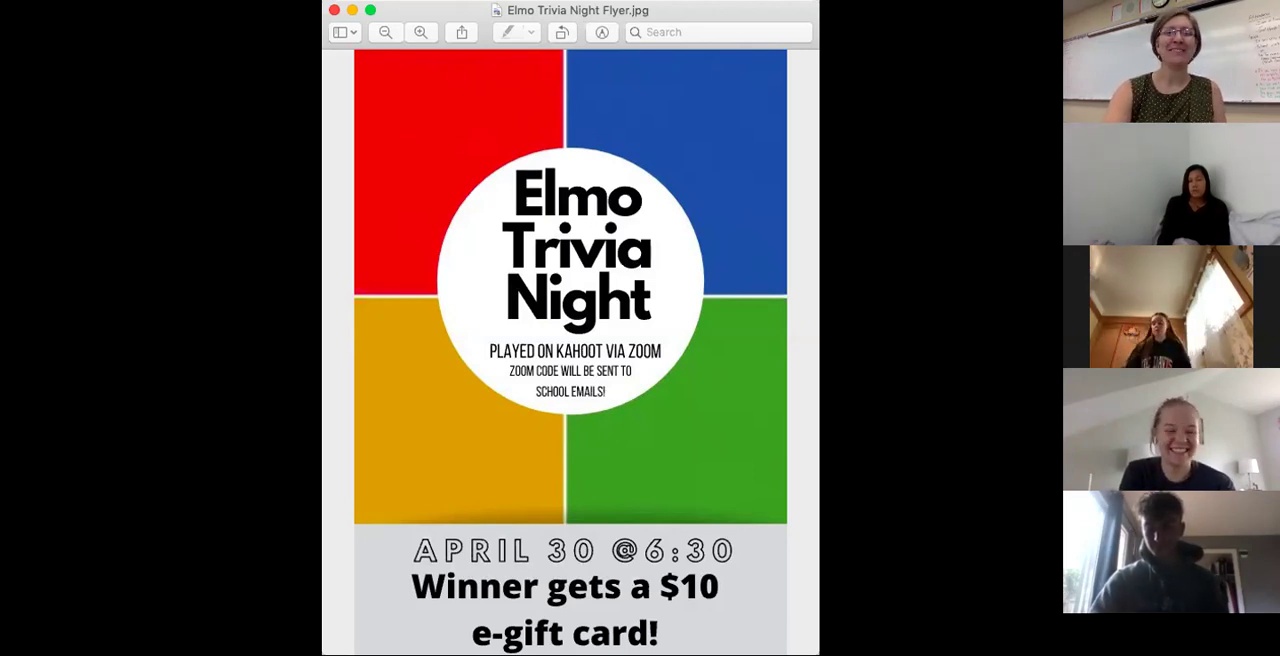 Elmo Trivia Night Flyer.jpg
Search
Elmo
Trivia
Night
PLAYED ON KAHOOT VIA ZOOM
ZOOM CODE WILL BE SENT TO
SCHOOL EMAILS!
APRIL 30 @6:30
Winner gets a $10
e-gift card!